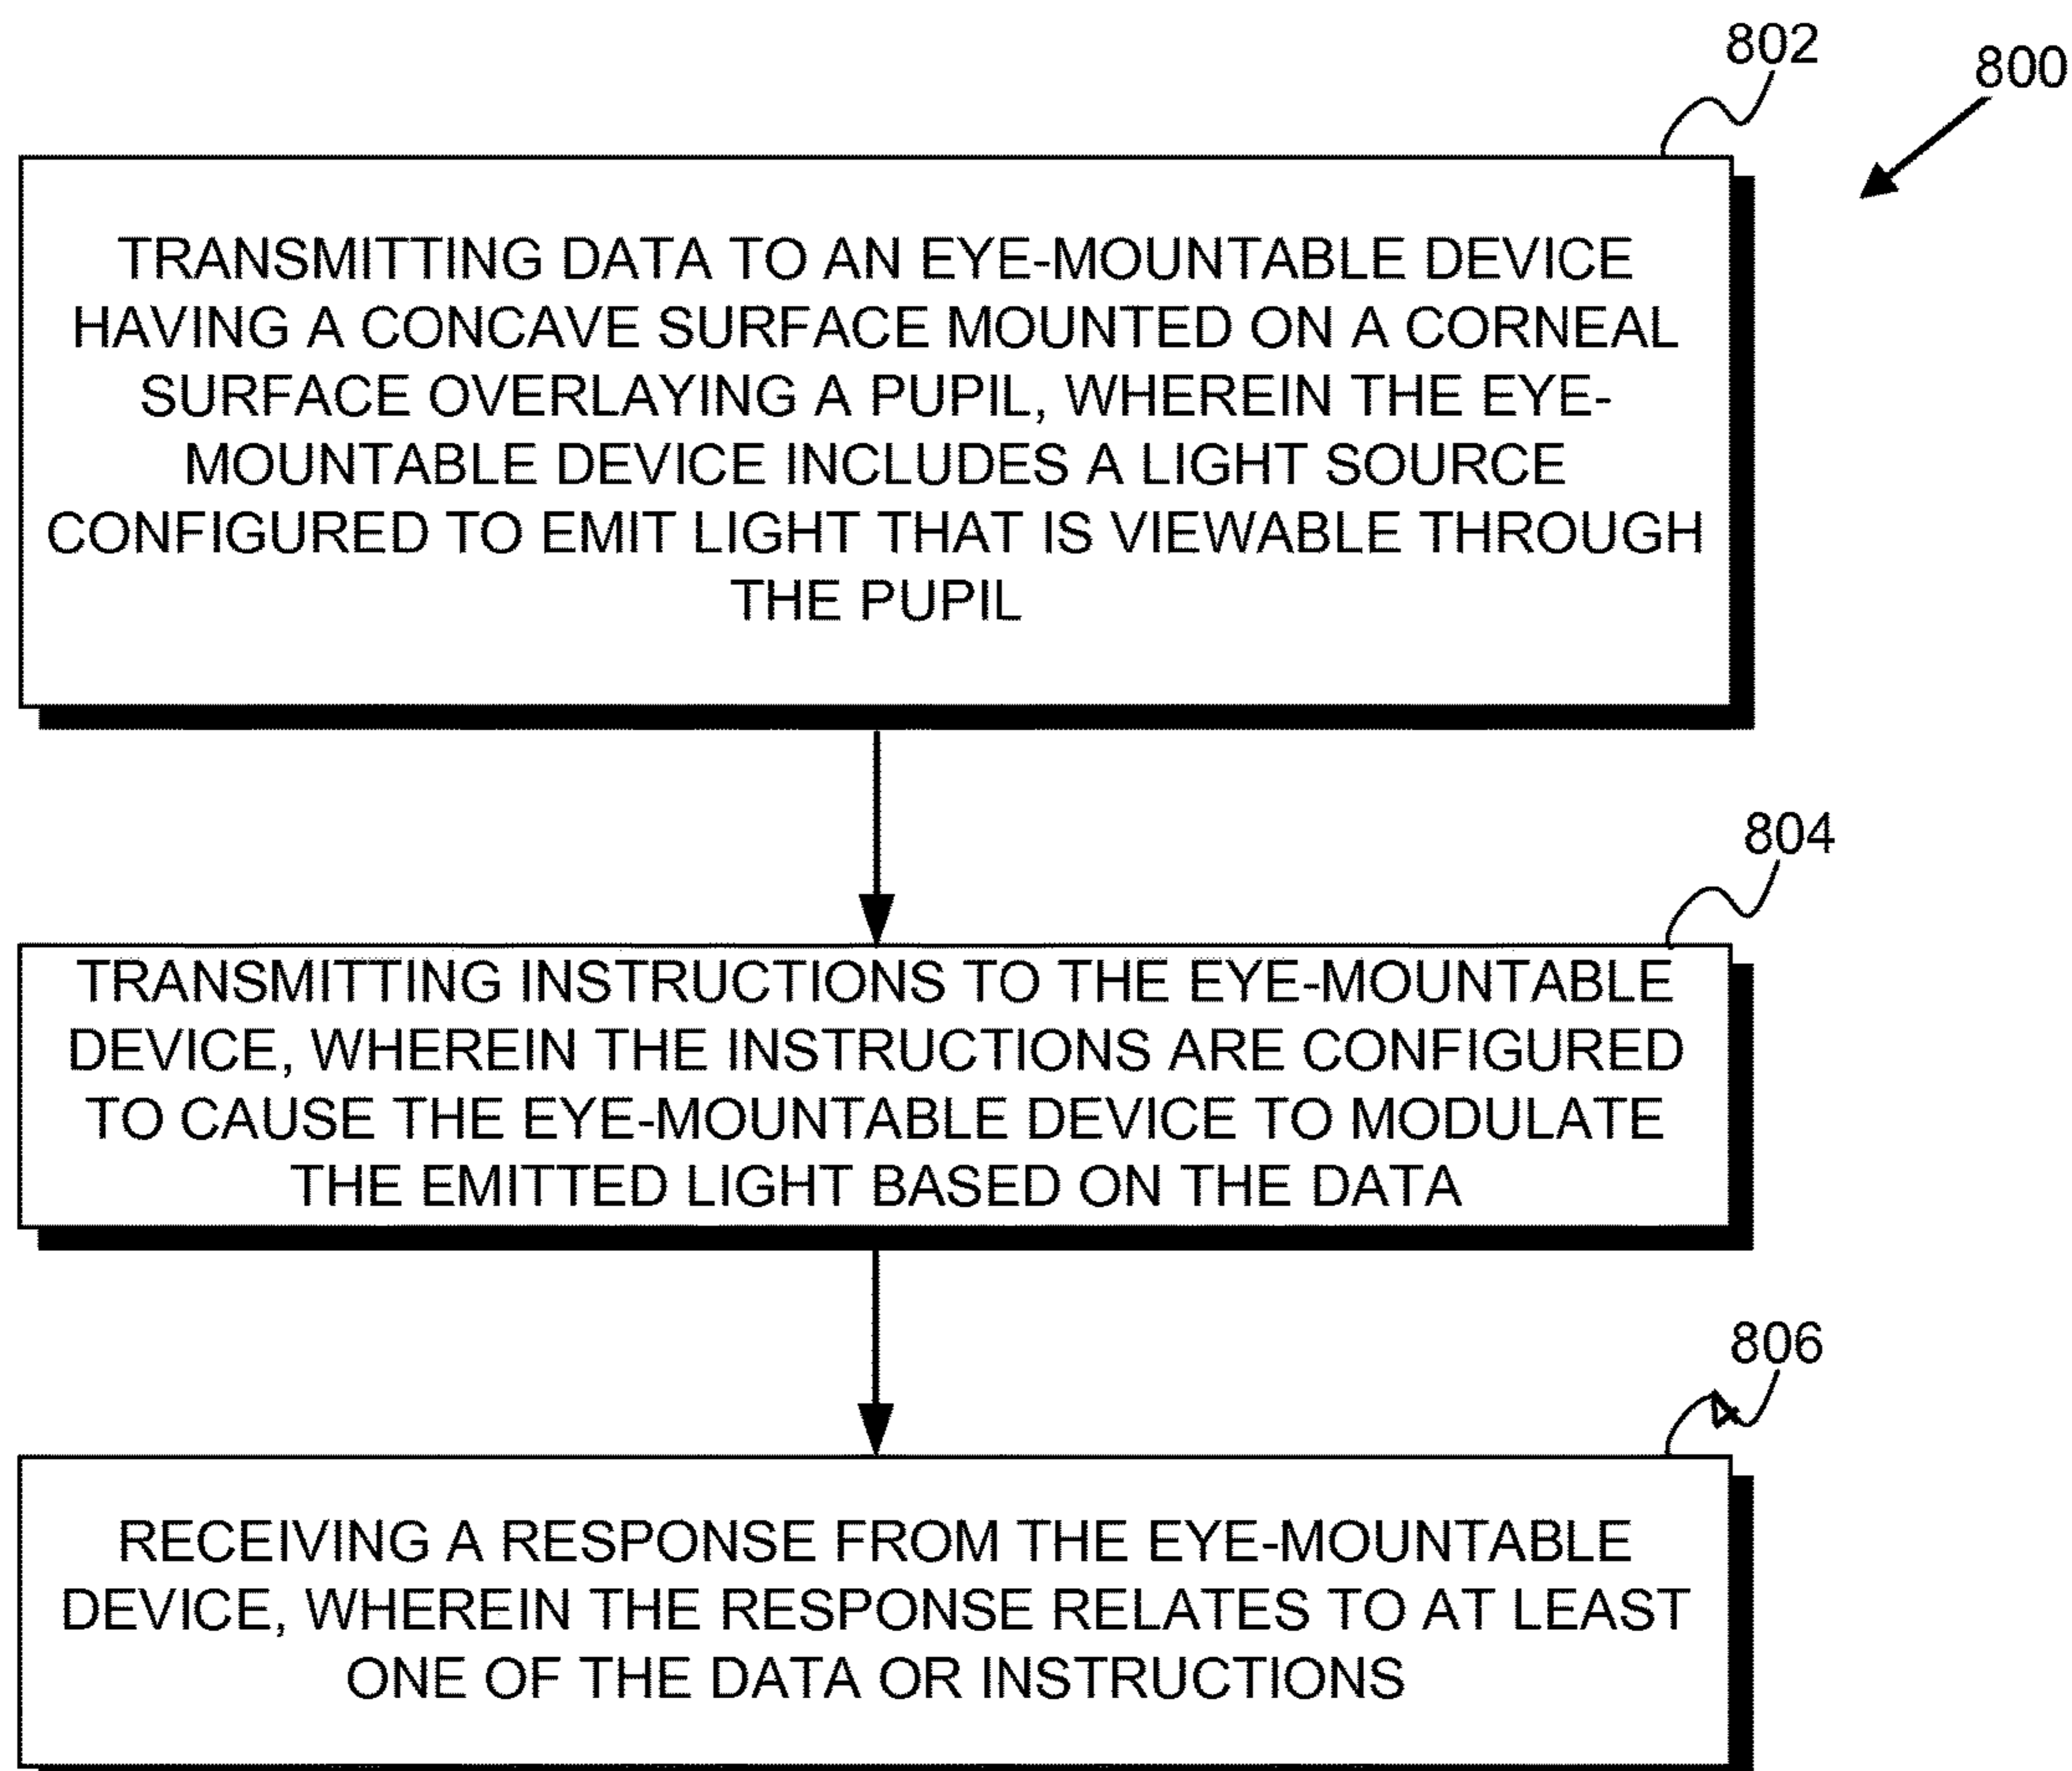 802
800
TRANSMITTING DATA TO AN EYE-MOUNTABLE DEVICE
HAVING A CONCAVE SURFACE MOUNTED ON A CORNEAL
SURFACE OVERLAYING A PUPIL, WHEREIN THE EYE-
MOUNTABLE DEVICE INCLUDES A LIGHT SOURCE
CONFIGURED TO EMIT LIGHT THAT IS VIEWABLE THROUGH
THE PUPIL
804
TRANSMITTING INSTRUCTIONS TO THE EYE-MOUNTABLE
DEVICE, WHEREIN THE INSTRUCTIONS ARE CONFIGURED
TO CAUSE THE EYE-MOUNTABLE DEVICE TO MODULATE
THE EMITTED LIGHT BASED ON THE DATA
806
RECEIVING A RESPONSE FROM THE EYE-MOUNTABLE
DEVICE, WHEREIN THE RESPONSE RELATES TO AT LEAST
ONE OF THE DATA OR INSTRUCTIONS